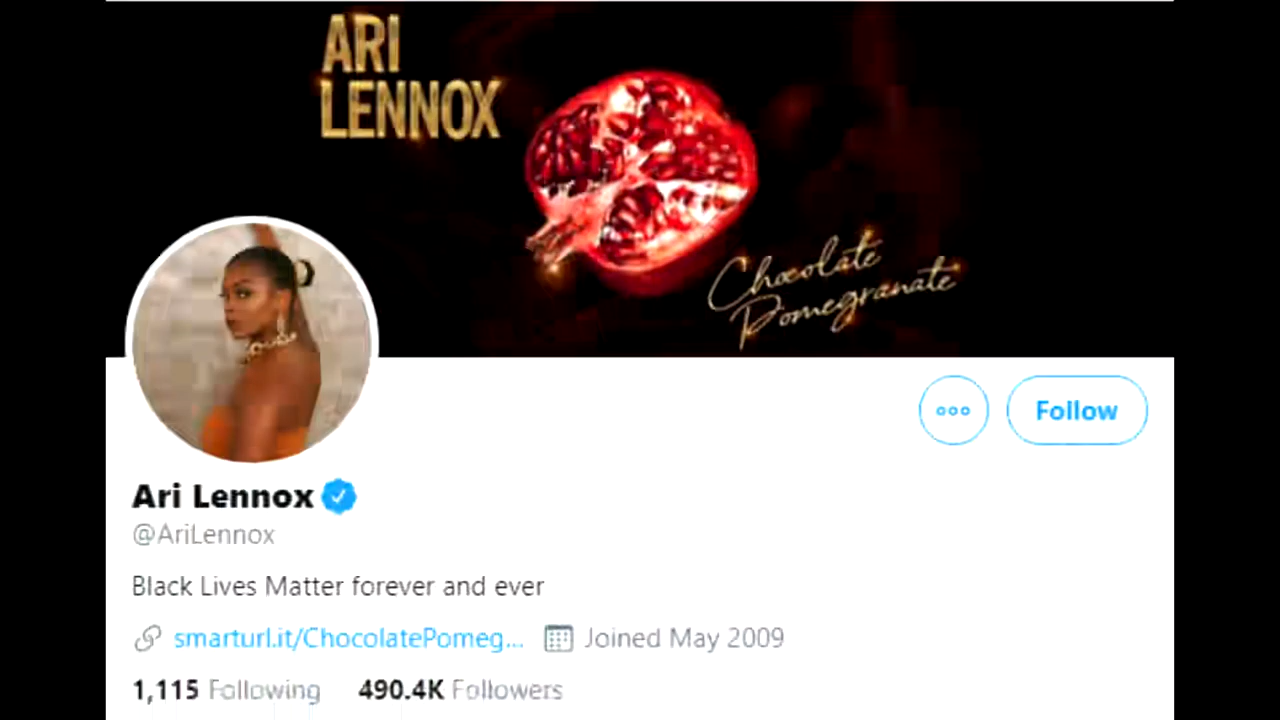 ARI
LENNOX
Chocolate
Pomegranate
Follow
Ari Lennox
@AriLennox
Black Lives Matter forever and ever
smarturl.it/ChocolatePomeg... Joined May 2009
1,115 Following 490.4K Followers